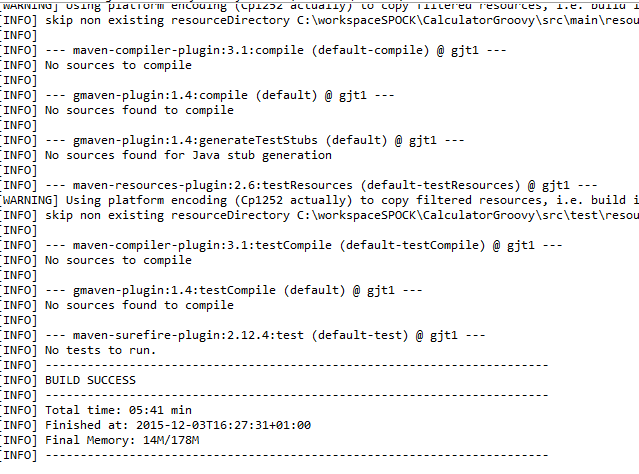 [WARNING] Using platform encoding (Cp1252 actually) to copy filtered resources, i.e. build i
[INFO] skip non existing resourceDirectory C:\workspaceSPOCK\CalculatorGroovy\src\main\resou
[INFO]
[INFO] --- maven-compiler-plugin:3.1:compile (default-compile) @ gjt1 ---
[INFO] No sources to compile
[INFO]
[INFO] --- gmaven-plugin:1.4:compile (default) @ gjt1 ---
[INFO] No sources found to compile
[INFO]
[INFO] --- gmaven-plugin:1.4:generateTestStubs (default) @ gjt1 ---
[INFO] No sources found for Java stub generation
[INFO]
[INFO] --- maven-resources-plugin:2.6:testResources (default-testResources) @ gjt1 ---
[WARNING] Using platform encoding (Cp1252 actually) to copy filtered resources, i.e. build i
[INFO] skip non existing resourceDirectory C:\workspaceSPOCK\CalculatorGroovy\src\test\resou
[INFO]
[INFO] --- maven-compiler-plugin:3.1:testCompile (default-testCompile) @ gjt1 ---
[INFO] No sources to compile
[INFO]
[INFO] --- gmaven-plugin:1.4:testCompile (default) @ gjt1 ---
[INFO] No sources found to compile
[INFO]
[INFO] --- maven-surefire-plugin:2.12.4:test (default-test) @ gjt1 ---
[INFO] No tests to run.
[INFO] ------------------------------------------------------------------------
[INFO] BUILD SUCCESS
[INFO] ------------------------------------------------------------------------
[INFO] Total time: 05:41 min
[INFO] Finished at: 2015-12-03T16:27:31+01:00
[INFO] Final Memory: 14M/178M
[INFO] ------------------------------------------------------------------------